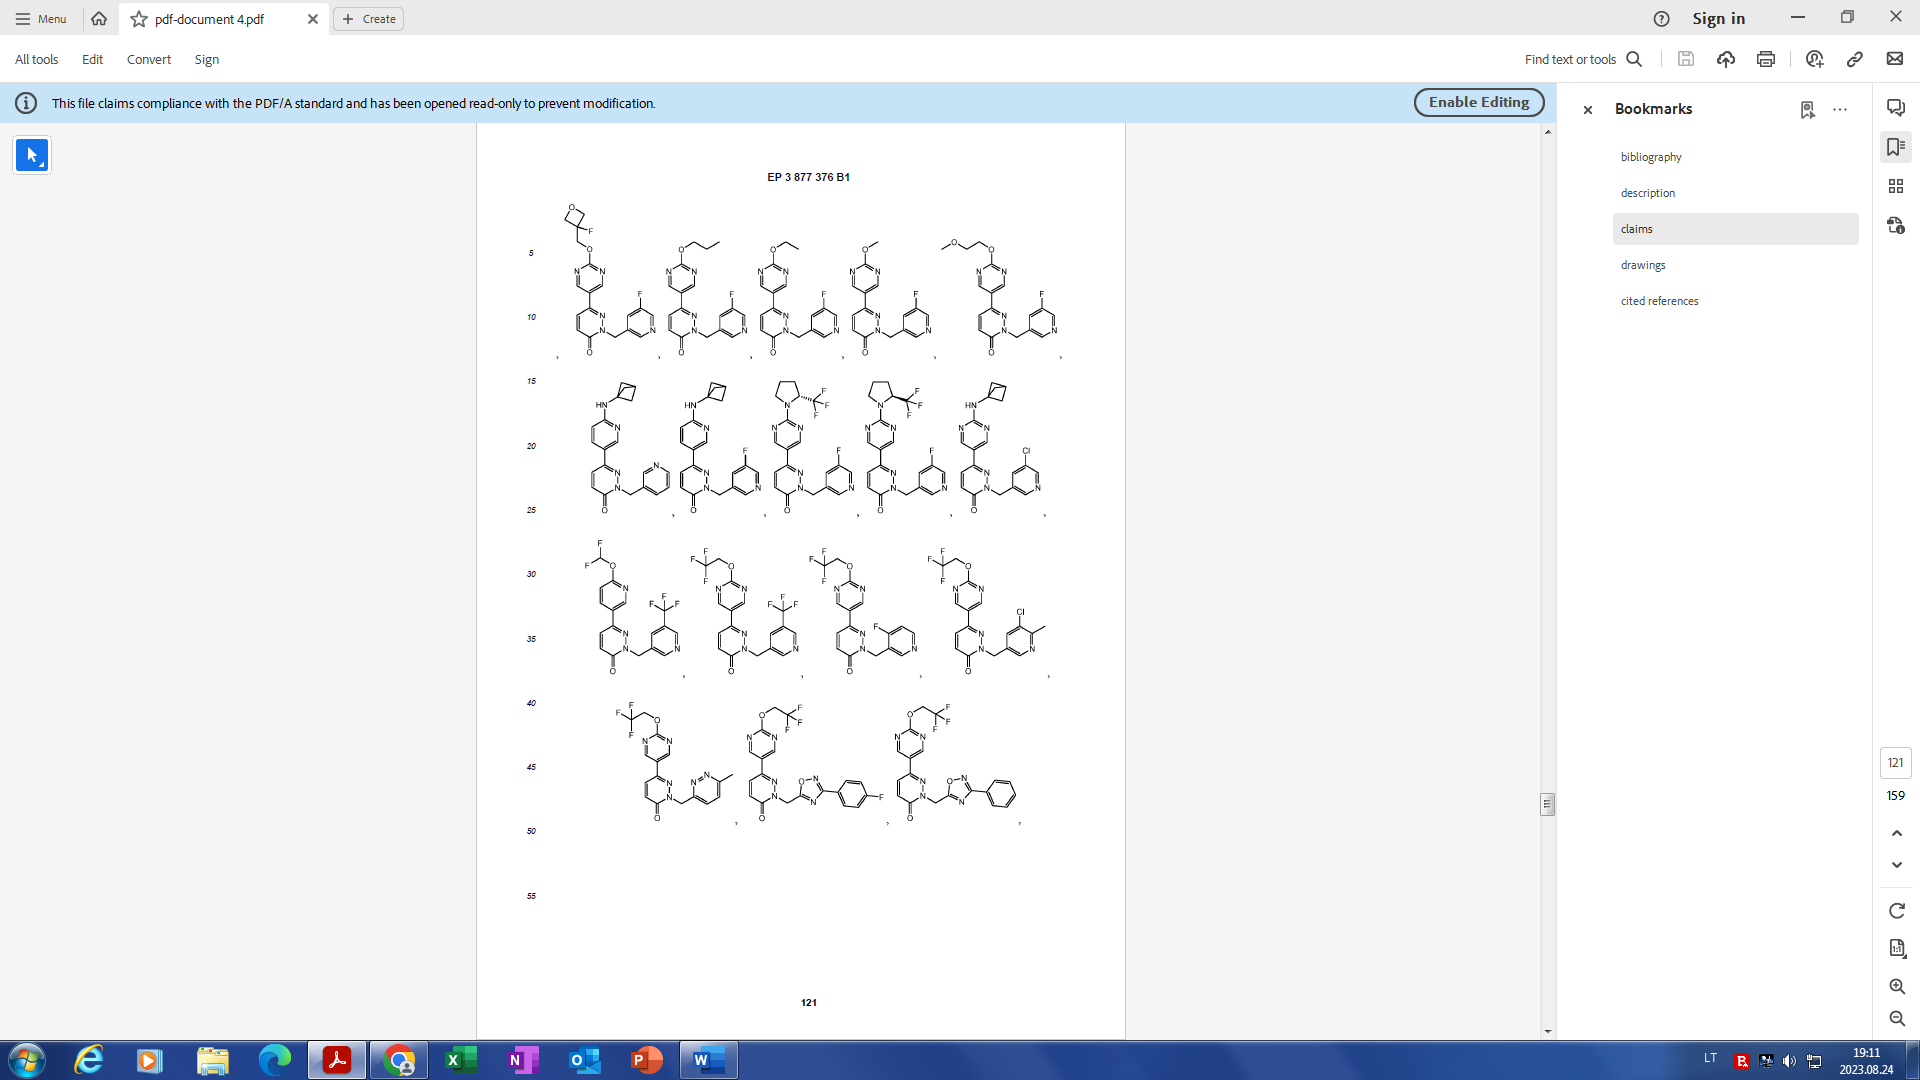 Menu
pdf-document 4.pdf
Create
Sign in
All tools
Edit
Convert
Sign
Find text or tools
This file claims compliance with the PDF/A standard and has been opened read-only to prevent modification.
Enable Editing
Bookmarks
bibliography
description
claims
drawings
cited references
EP 3 877 376 B1
5
10
15
20
25
30
35
40
45
50
55
121
121
159
LT
19:11
2023.08.24